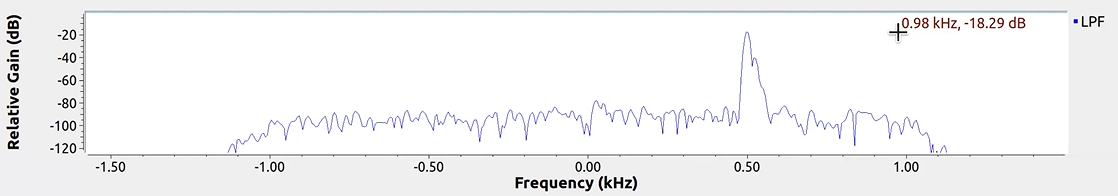 Relative Gain (dB)
-20
-40
-60
-80
-100
-120
0.98 kHz, -18.29 dB
LPF
-1.50 -1.00 -0.50 0.00 0.50 1.00
Frequency (kHz)